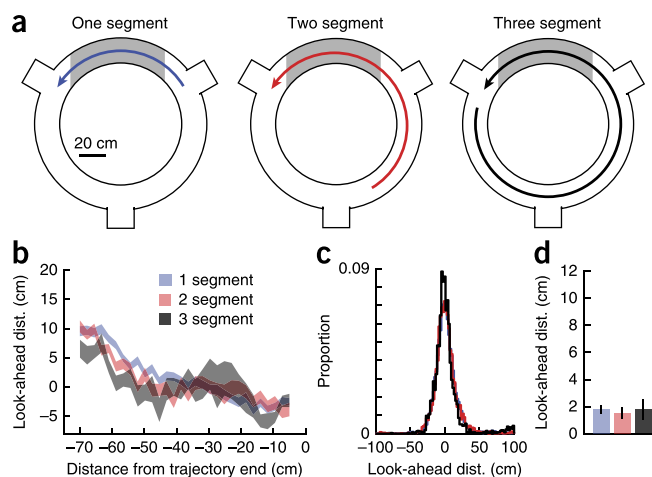 a
One segment
Two segment
Three segment
20 cm
b
Look-ahead dist. (cm)
20
15
10
5
0
−5
1 segment
2 segment
3 segment
−70 −60 −50 −40 −30 −20 −10 0
Distance from trajectory end (cm)
c
Proportion
0.09
0
−100 −50 0 50 100
Look-ahead dist. (cm)
d
Look-ahead dist. (cm)
12
10
8
6
4
2
0